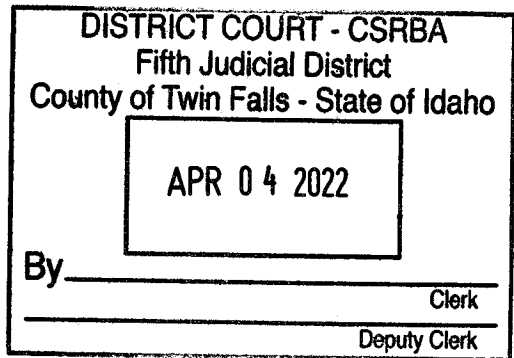 DISTRICT COURT - CSRBA
Fifth Judicial District
County of Twin Falls - State of Idaho
APR 04 2022
By
Clerk
Deputy Clerk